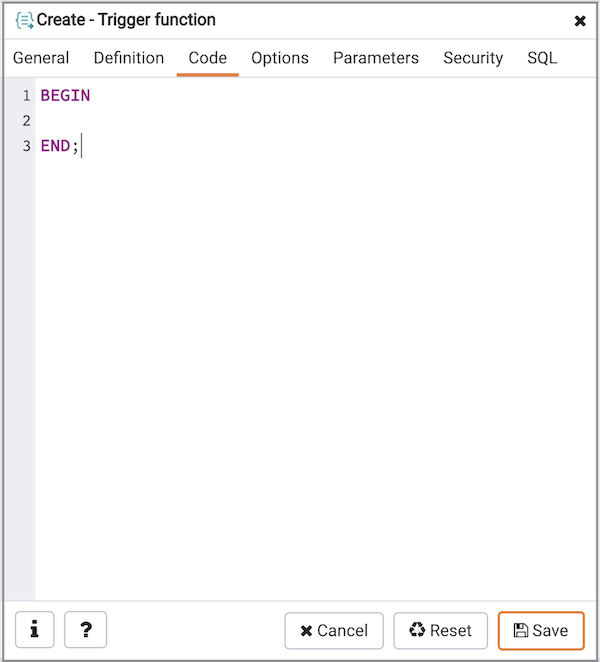 Create - Trigger function
General Definition Code Options Parameters Security SQL
1 BEGIN
2
3 END;
i ? Cancel Reset Save